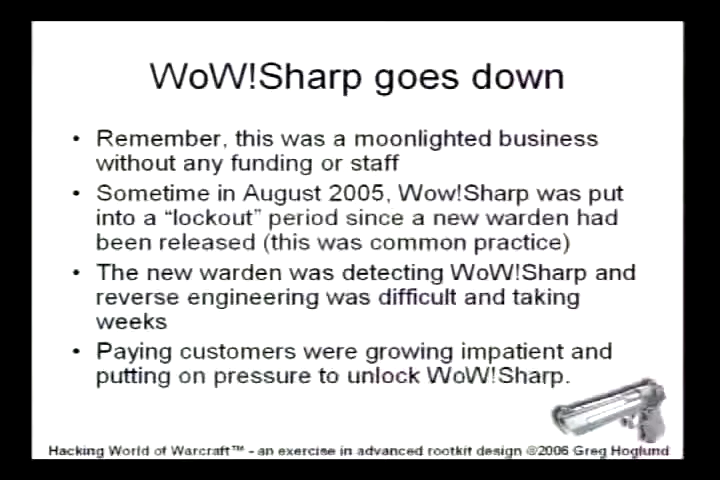 WoW!Sharp goes down
• Remember, this was a moonlighted business
without any funding or staff
• Sometime in August 2005, Wow!Sharp was put
into a “lockout” period since a new warden had
been released (this was common practice)
• The new warden was detecting WoW!Sharp and
reverse engineering was difficult and taking
weeks
• Paying customers were growing impatient and
putting on pressure to unlock WoW!Sharp.
Hacking World of Warcraft™ - an exercise in advanced rootkit design ©2006 Greg Hoglund